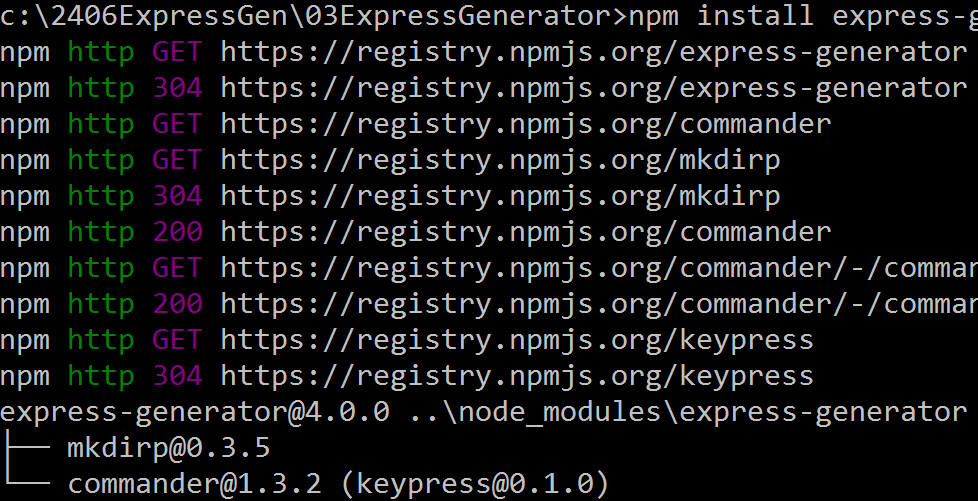 c:\2406ExpressGen\03ExpressGenerator>npm install express-g
npm http GET https://registry.npmjs.org/express-generator
npm http 304 https://registry.npmjs.org/express-generator
npm http GET https://registry.npmjs.org/commander
npm http GET https://registry.npmjs.org/mkdirp
npm http 304 https://registry.npmjs.org/mkdirp
npm http 200 https://registry.npmjs.org/commander
npm http GET https://registry.npmjs.org/commander/-/comman
npm http 200 https://registry.npmjs.org/commander/-/comman
npm http GET https://registry.npmjs.org/keypress
npm http 304 https://registry.npmjs.org/keypress
express-generator@4.0.0 ..\node_modules\express-generator
├── mkdirp@0.3.5
└── commander@1.3.2 (keypress@0.1.0)